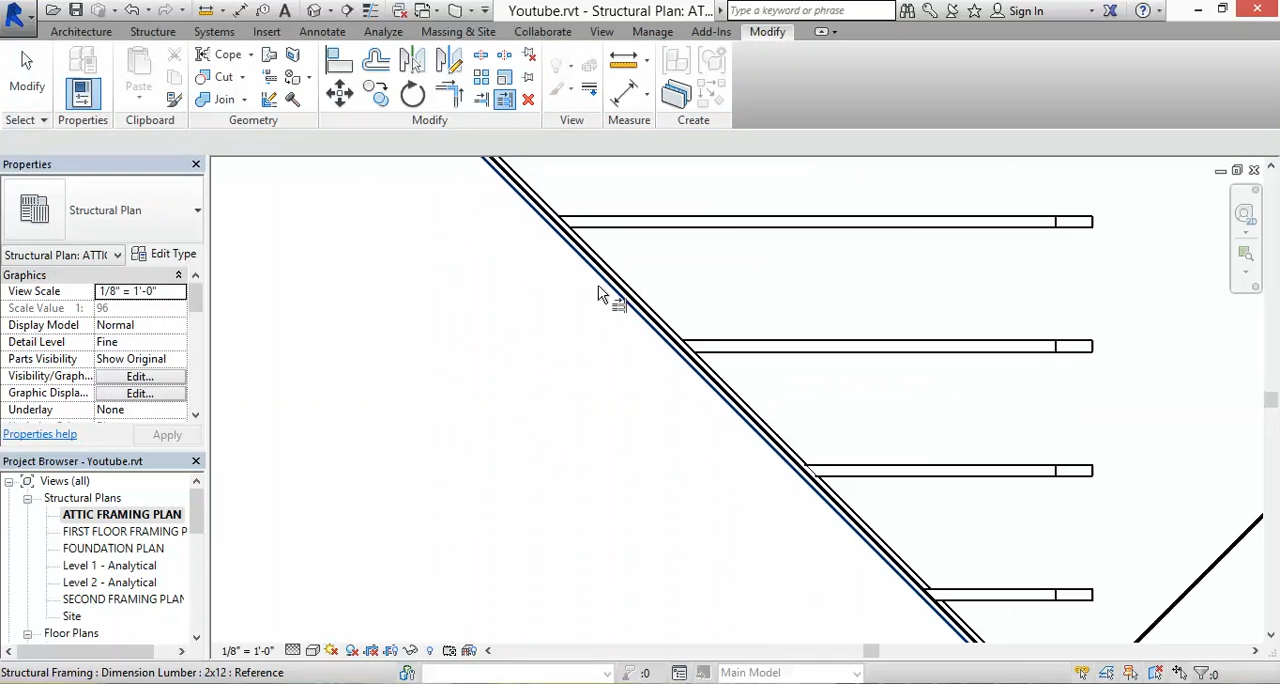 Youtube.rvt - Structural Plan: AT...
Type a keyword or phrase
Sign In
Architecture Structure Systems Insert Annotate Analyze Massing & Site Collaborate View Manage Add-Ins Modify
Modify
Paste
Cope
Cut
Join
Select Properties Clipboard Geometry Modify View Measure Create
Properties
Structural Plan
Structural Plan: ATTIC Edit Type
Graphics
View Scale 1/8" = 1'-0"
Scale Value 1: 96
Display Model Normal
Detail Level Fine
Parts Visibility Show Original
Visibility/Graph... Edit...
Graphic Displa... Edit...
Underlay None
Properties help Apply
Project Browser - Youtube.rvt
Views (all)
Structural Plans
ATTIC FRAMING PLAN
FIRST FLOOR FRAMING P
FOUNDATION PLAN
Level 1 - Analytical
Level 2 - Analytical
SECOND FRAMING PLAN
Site
Floor Plans
2D
1/8" = 1'-0"
Structural Framing : Dimension Lumber : 2x12 : Reference
:0
Main Model
:0